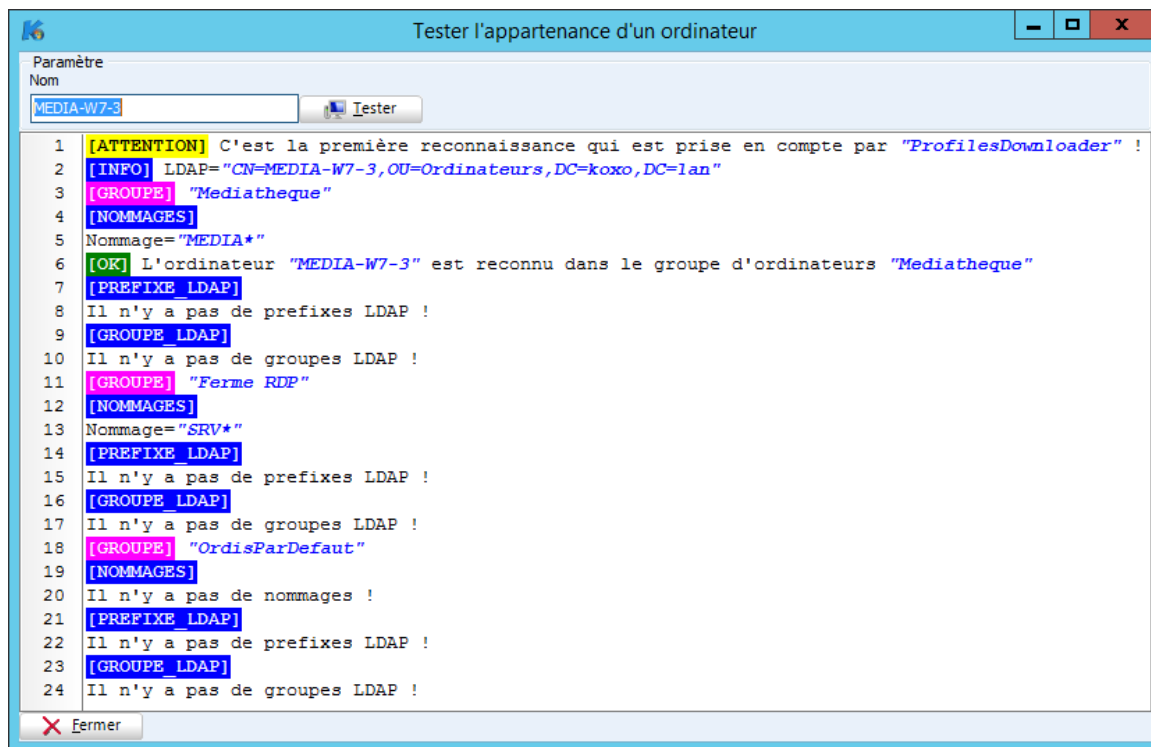 Tester l'appartenance d'un ordinateur
Paramètre
Nom
MEDIA-W7-3
Tester
1 [ATTENTION] C'est la première reconnaissance qui est prise en compte par "ProfilesDownloader" !
2 [INFO] LDAP="CN=MEDIA-W7-3,OU=Ordinateurs,DC=koxo,DC=lan"
3 [GROUPE] "Mediatheque"
4 [NOMMAGES]
5 Nommage="MEDIA*"
6 [OK] L'ordinateur "MEDIA-W7-3" est reconnu dans le groupe d'ordinateurs "Mediatheque"
7 [PREFIXE_LDAP]
8 Il n'y a pas de prefixes LDAP !
9 [GROUPE_LDAP]
10 Il n'y a pas de groupes LDAP !
11 [GROUPE] "Ferme RDP"
12 [NOMMAGES]
13 Nommage="SRV*"
14 [PREFIXE_LDAP]
15 Il n'y a pas de prefixes LDAP !
16 [GROUPE_LDAP]
17 Il n'y a pas de groupes LDAP !
18 [GROUPE] "OrdisParDefaut"
19 [NOMMAGES]
20 Il n'y a pas de nommages !
21 [PREFIXE_LDAP]
22 Il n'y a pas de prefixes LDAP !
23 [GROUPE_LDAP]
24 Il n'y a pas de groupes LDAP !
Fermer